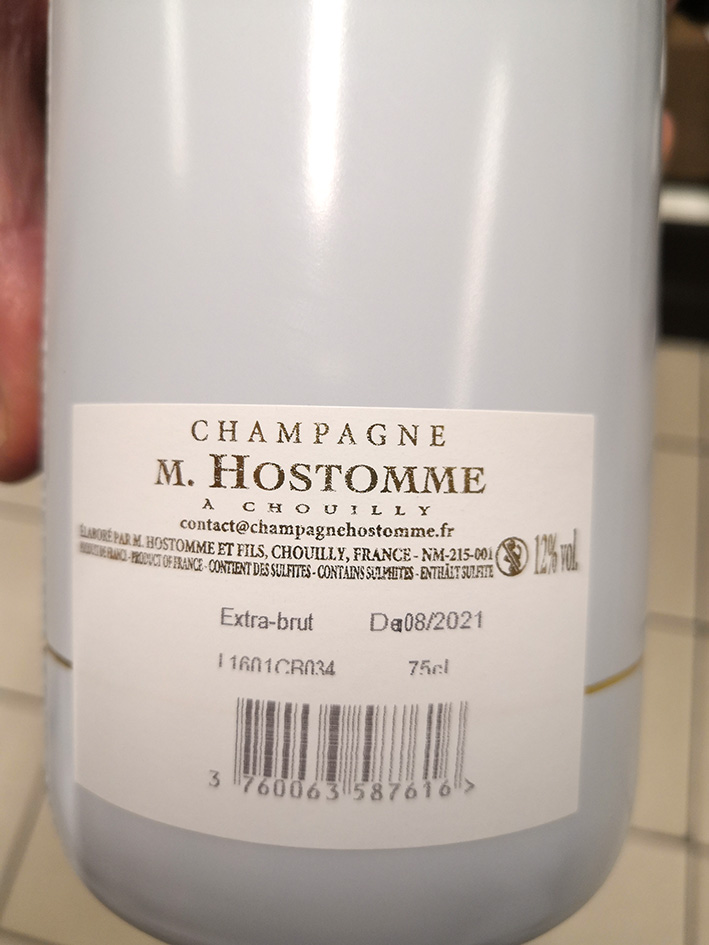 CHAMPAGNE
M. HOSTOMME
À CHOUILLY
contact@champagnehostomme.fr
ÉLABORÉ PAR M. HOSTOMME ET FILS, CHOUILLY, FRANCE - NM-215-001
PRODUIT DE FRANCE - PRODUCT OF FRANCE - CONTIENT DES SULFITES - CONTAINS SULPHITES - ENTHÄLT SULFITE
12% vol.
Extra-brut 08/2021
L1601CR034 75cl
3 760063 587616 >